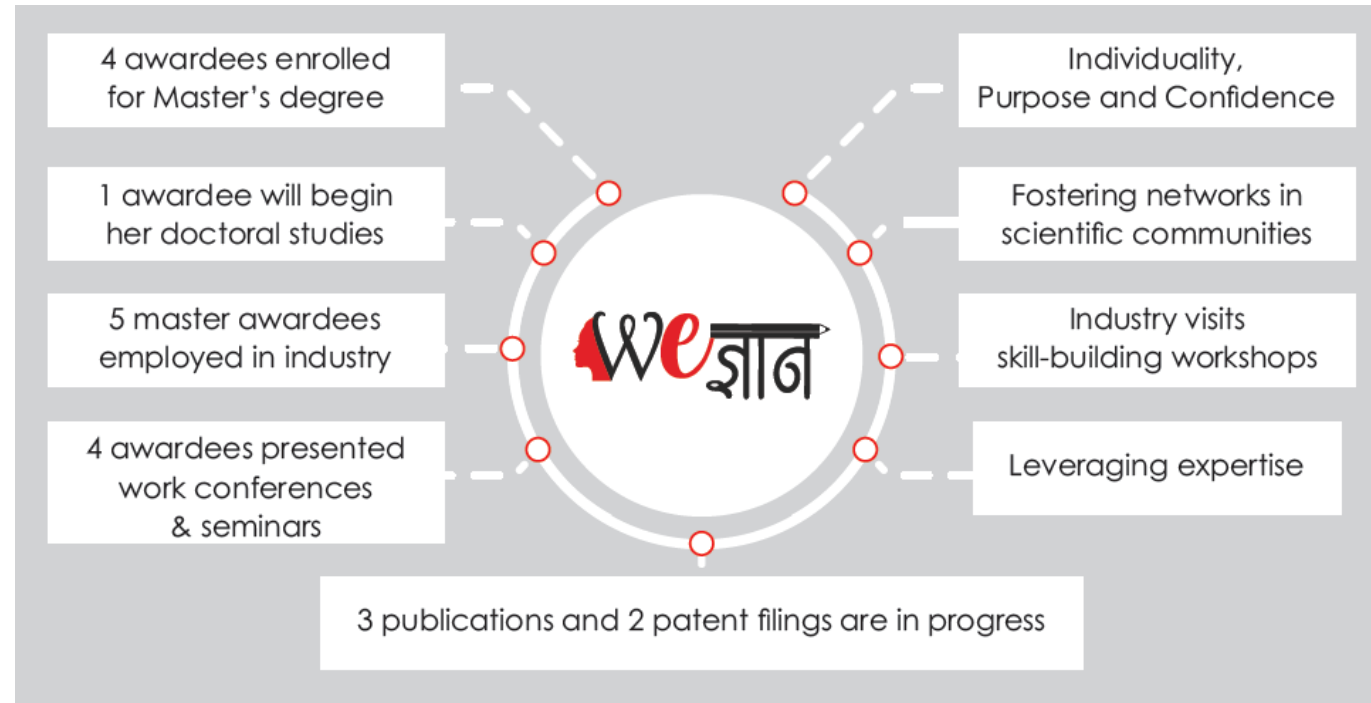 4 awardees enrolled
for Master's degree
1 awardee will begin
her doctoral studies
5 master awardees
employed in industry
4 awardees presented
work conferences
& seminars
Individuality,
Purpose and Confidence
Fostering networks in
scientific communities
Industry visits
skill-building workshops
Leveraging expertise
Weज्ञान
3 publications and 2 patent filings are in progress